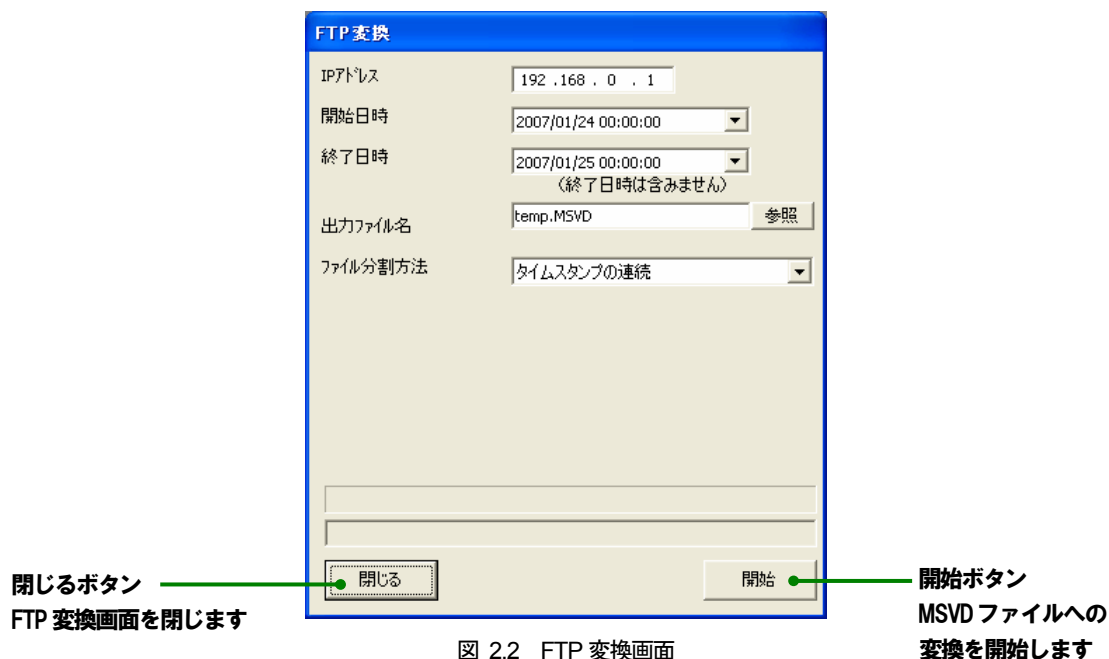 FTP変換
IPアドレス
192 .168 . 0 . 1
開始日時
2007/01/24 00:00:00
終了日時
2007/01/25 00:00:00
（終了日時は含みません）
出力ファイル名
temp.MSVD
参照
ファイル分割方法
タイムスタンプの連続
閉じる
開始
閉じるボタン
FTP 変換画面を閉じます
開始ボタン
MSVD ファイルへの
変換を開始します
図 2.2 FTP 変換画面